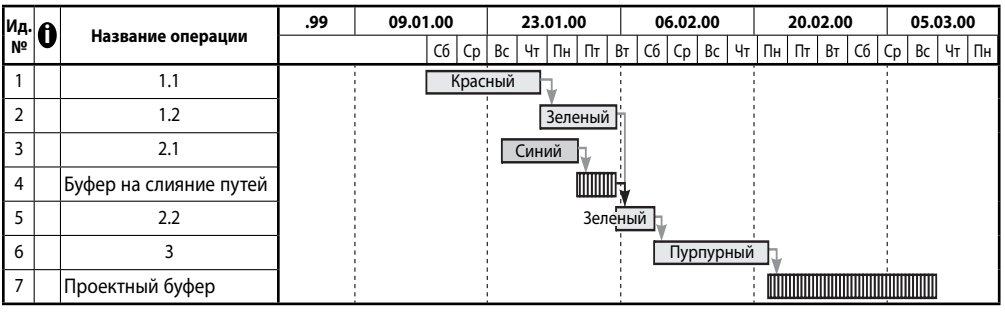 Ид. № Название операции .99 09.01.00 23.01.00 06.02.00 20.02.00 05.03.00
Сб Ср Вс Чт Пн Пт Вт Сб Ср Вс Чт Пн Пт Вт Сб Ср Вс Чт Пн
1 1.1 Красный
2 1.2 Зеленый
3 2.1 Синий
4 Буфер на слияние путей
5 2.2 Зеленый
6 3 Пурпурный
7 Проектный буфер